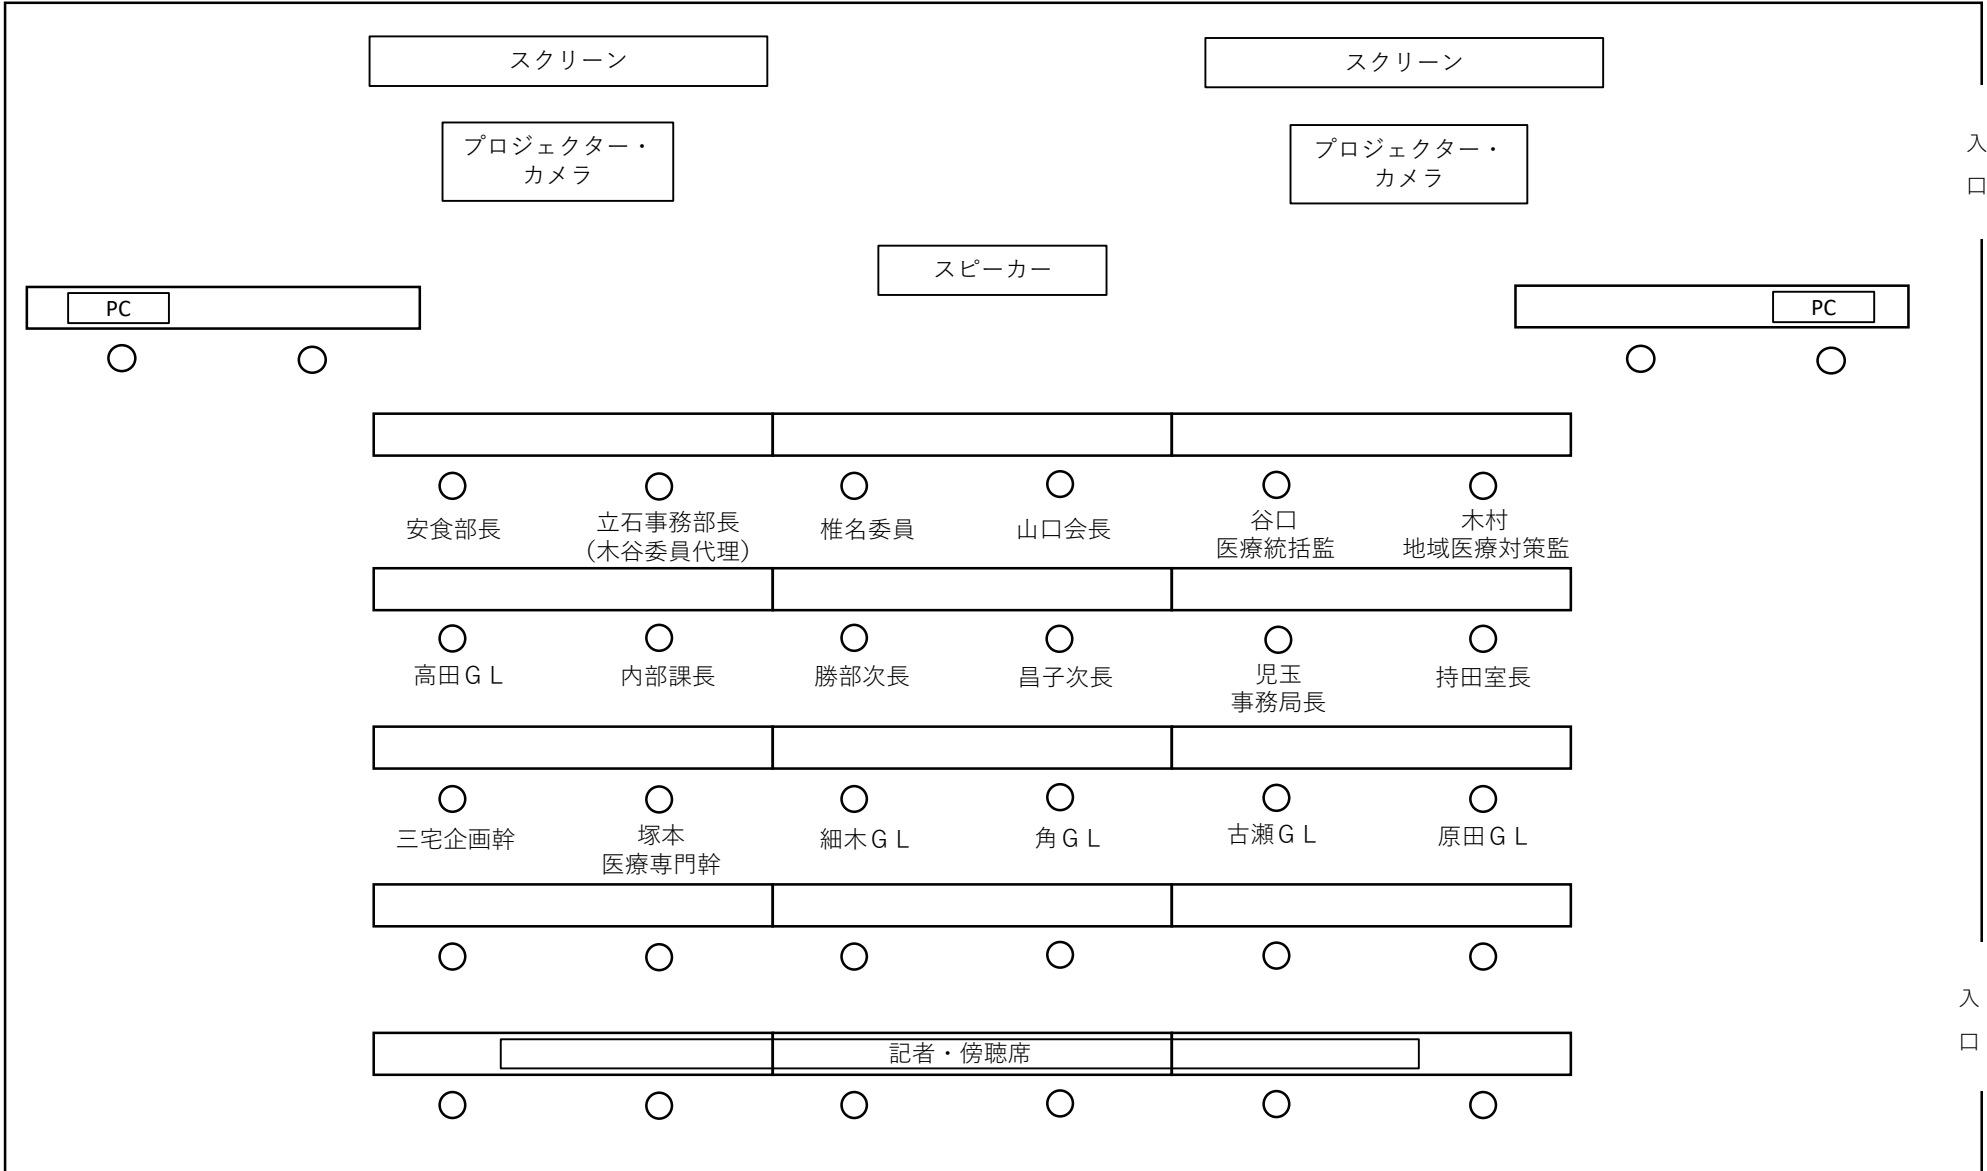 スクリーン
スクリーン
プロジェクター・
カメラ
プロジェクター・
カメラ
入
口
スピーカー
PC
PC
安食部長
立石事務部長
（木谷委員代理）
椎名委員
山口会長
谷口
医療統括監
木村
地域医療対策監
高田ＧＬ
内部課長
勝部次長
昌子次長
児玉
事務局長
持田室長
三宅企画幹
塚本
医療専門幹
細木ＧＬ
角ＧＬ
古瀬ＧＬ
原田ＧＬ
入
口
記者・傍聴席